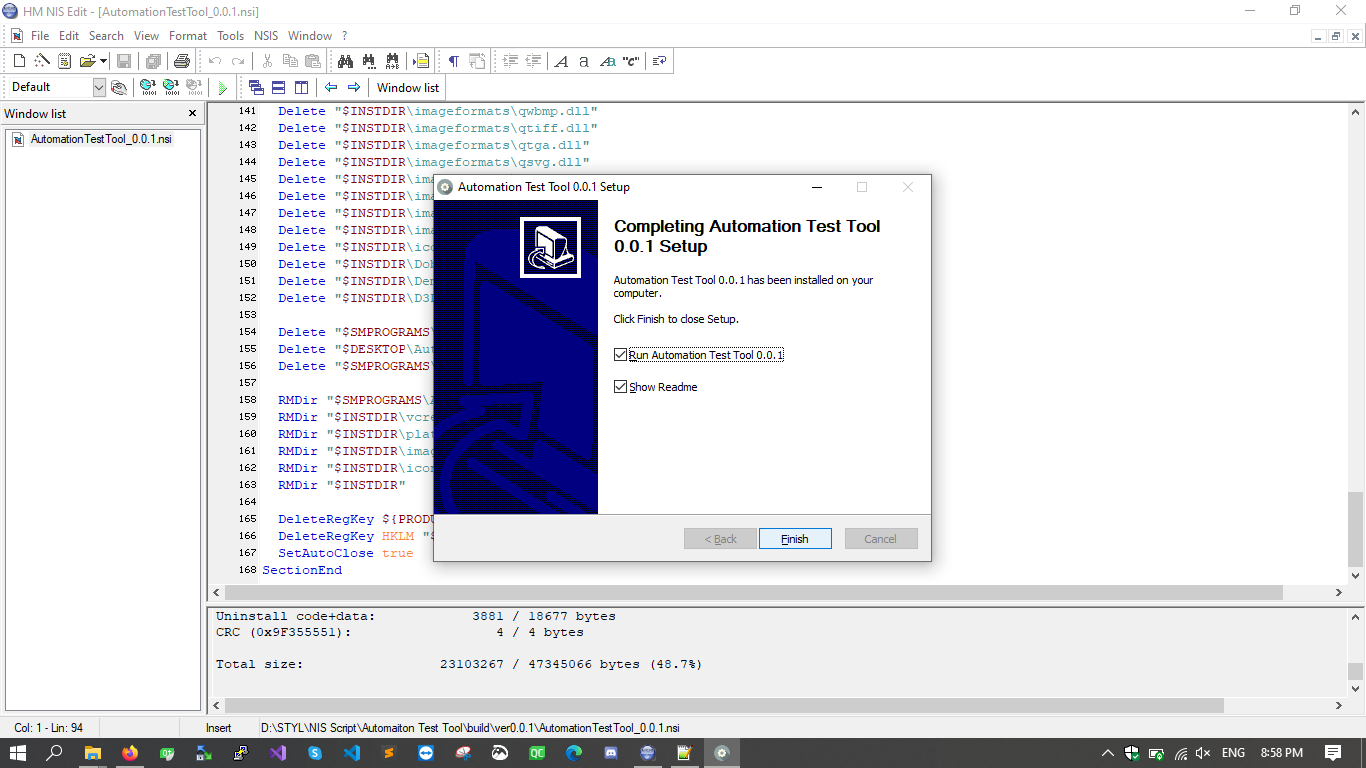 HM NIS Edit - [AutomationTestTool_0.0.1.nsi]
File Edit Search View Format Tools NSIS Window ?
Default
Window list
Window list
AutomationTestTool_0.0.1.nsi
141 Delete "$INSTDIR\imageformats\qwbmp.dll"
142 Delete "$INSTDIR\imageformats\qtiff.dll"
143 Delete "$INSTDIR\imageformats\qtga.dll"
144 Delete "$INSTDIR\imageformats\qsvg.dll"
145 Delete "$INSTDIR\ima
146 Delete "$INSTDIR\ima
147 Delete "$INSTDIR\ima
148 Delete "$INSTDIR\ima
149 Delete "$INSTDIR\ico
150 Delete "$INSTDIR\Dob
151 Delete "$INSTDIR\Dem
152 Delete "$INSTDIR\D3D
153
154 Delete "$SMPROGRAMS\
155 Delete "$DESKTOP\Aut
156 Delete "$SMPROGRAMS\
157
158 RMDir "$SMPROGRAMS\A
159 RMDir "$INSTDIR\vcre
160 RMDir "$INSTDIR\plat
161 RMDir "$INSTDIR\imag
162 RMDir "$INSTDIR\icon
163 RMDir "$INSTDIR"
164
165 DeleteRegKey ${PRODU
166 DeleteRegKey HKLM "$
167 SetAutoClose true
168 SectionEnd
Automation Test Tool 0.0.1 Setup
Completing Automation Test Tool
0.0.1 Setup
Automation Test Tool 0.0.1 has been installed on your
computer.
Click Finish to close Setup.
Run Automation Test Tool 0.0.1
Show Readme
< Back Finish Cancel
Uninstall code+data: 3881 / 18677 bytes
CRC (0x9F355551): 4 / 4 bytes
Total size: 23103267 / 47345066 bytes (48.7%)
Col: 1 - Lin: 94 Insert D:\STYL\NIS Script\Automaiton Test Tool\build\ver0.0.1\AutomationTestTool_0.0.1.nsi
ENG 8:58 PM